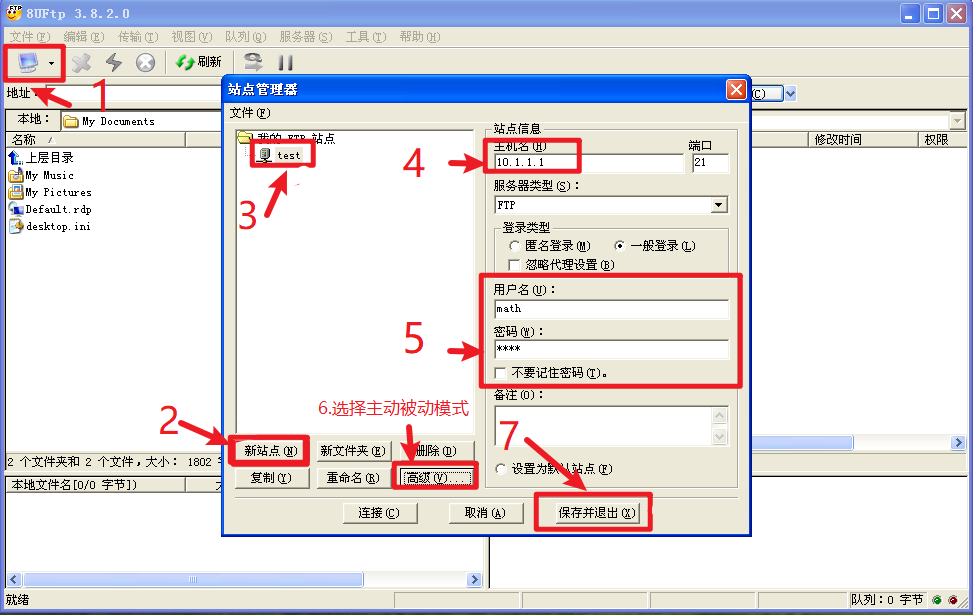 8UFtp 3.8.2.0
文件(F) 编辑(E) 传输(T) 视图(V) 队列(Q) 服务器(S) 工具(T) 帮助(H)
刷新
1
地址:
(C)
本地: My Documents
名称 / 修改时间 权限
上层目录
My Music
My Pictures
Default.rdp
desktop.ini
站点管理器
文件(F)
我的 FTP 站点
test
3
站点信息
主机名(H) 端口
4
10.1.1.1 21
服务器类型(S):
FTP
登录类型
匿名登录(M) 一般登录(L)
忽略代理设置(B)
用户名(U):
math
5
密码(W):
****
不要记住密码(I)。
备注(O):
设置为默认站点(P)
2
6.选择主动被动模式
新站点(N) 新文件夹(E) 删除(D)
复制(Y) 重命名(R) 高级(V)...
7
连接(C) 取消(A) 保存并退出(X)
2 个文件夹和 2 个文件,大小: 1802
本地文件名[0/0 字节])
就绪
队列:0 字节